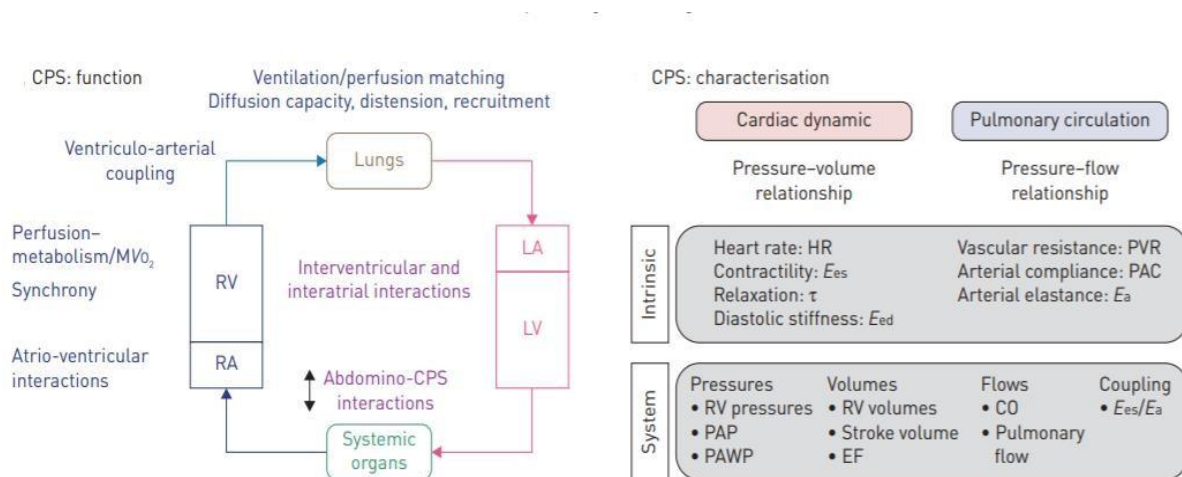 CPS: function
Ventilation/perfusion matching
Diffusion capacity, distension, recruitment
Ventriculo-arterial
coupling
Lungs
Perfusion–
metabolism/MVO₂
Synchrony
RV
Interventricular and
interatrial interactions
LA
LV
Atrio-ventricular
interactions
RA
Abdomino-CPS
interactions
Systemic
organs
CPS: characterisation
Cardiac dynamic
Pulmonary circulation
Pressure–volume
relationship
Pressure–flow
relationship
Intrinsic
Heart rate: HR
Contractility: Ees
Relaxation: τ
Diastolic stiffness: Eed
Vascular resistance: PVR
Arterial compliance: PAC
Arterial elastance: Ea
System
Pressures
• RV pressures
• PAP
• PAWP
Volumes
• RV volumes
• Stroke volume
• EF
Flows
• CO
• Pulmonary
flow
Coupling
• Ees/Ea